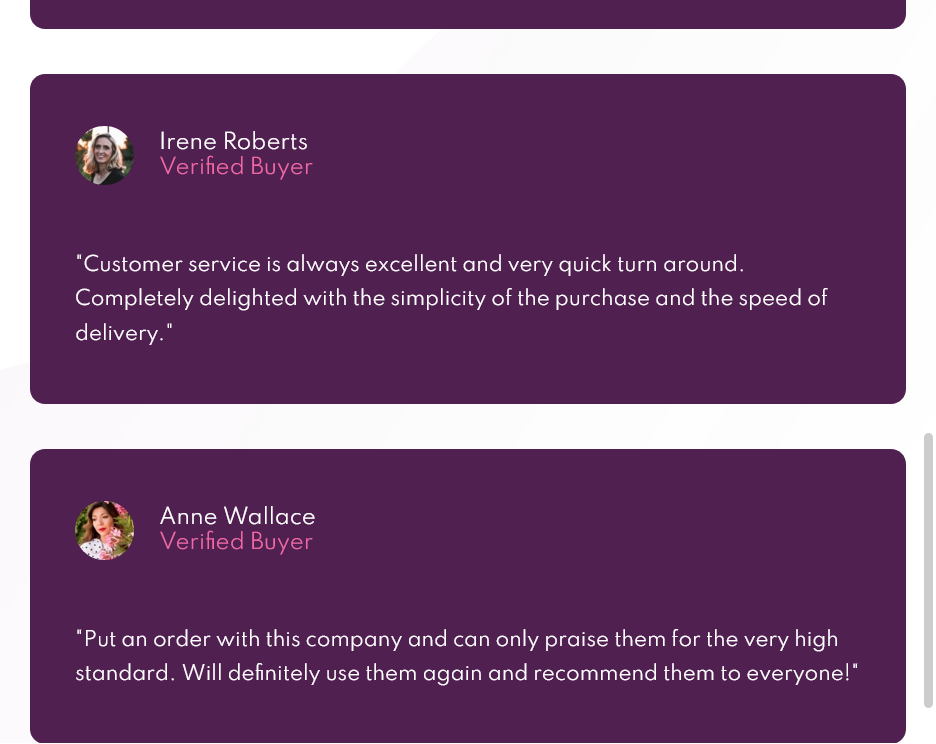 Irene Roberts
Verified Buyer
"Customer service is always excellent and very quick turn around.
Completely delighted with the simplicity of the purchase and the speed of
delivery."
Anne Wallace
Verified Buyer
"Put an order with this company and can only praise them for the very high
standard. Will definitely use them again and recommend them to everyone!"